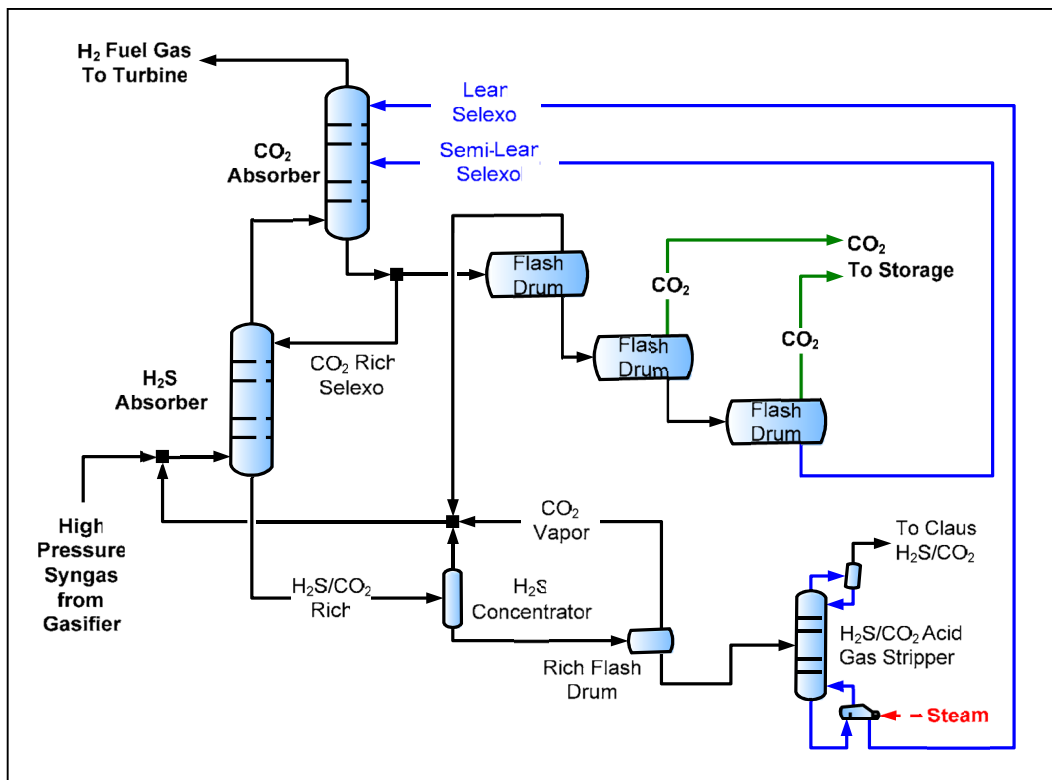 H₂ Fuel Gas
To Turbine
Lear
Selexo
CO₂
Absorber
Semi-Lear
Selexol
CO₂
To Storage
Flash
Drum
CO₂
CO₂
Flash
Drum
CO₂ Rich
Selexo
H₂S
Absorber
Flash
Drum
High
Pressure
Syngas
from
Gasifier
CO₂
Vapor
To Claus
H₂S/CO₂
H₂S/CO₂
Rich
H₂S
Concentrator
H₂S/CO₂ Acid
Gas Stripper
Rich Flash
Drum
Steam